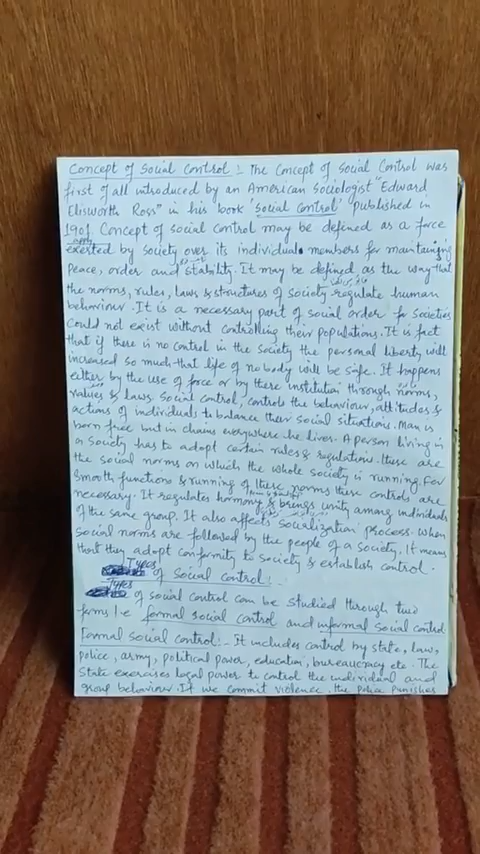 Concept of Social Control :- The Concept of Social Control was
first of all introduced by an American Sociologist "Edward
Elisworth Ross" in his book 'Social Control' published in
1901. Concept of social control may be defined as a force
apply
exerted by society over its individual members for maintaining
Peace, order and stability. It may be defined as the way that
the norms, rules, laws & structures of society regulate human
behaviour. It is a necessary part of social order for societies
Could not exist without controlling their populations. It is fact
that if there is no control in the society the personal liberty will
increased so much that life of nobody will be safe. It happens
either by the use of force or by these institution through norms,
values & laws. Social control, controls the behaviour, attitudes &
actions of individuals to balance their social situations. Man is
born free but in chains everywhere he lives. A person living in
a society has to adopt certain rules & regulations. these are
the social norms on which the whole society is running. For
Smooth functions & running of these norms these controls are
necessary. It regulates harmony & brings unity among individuals
of the same group. It also affects socialization process. When
Social norms are followed by the people of a society. It means
that they adopt conformity to society & establish control.
Types of Social Control :-
Types of social control can be studied through two
forms i.e formal social control and informal social control
Formal Social Control :- It includes control by state, law,
police, army, political power, education, bureaucracy etc. The
State exercises legal power to control the individual and
group behaviour. If we commit violence, the police punishes